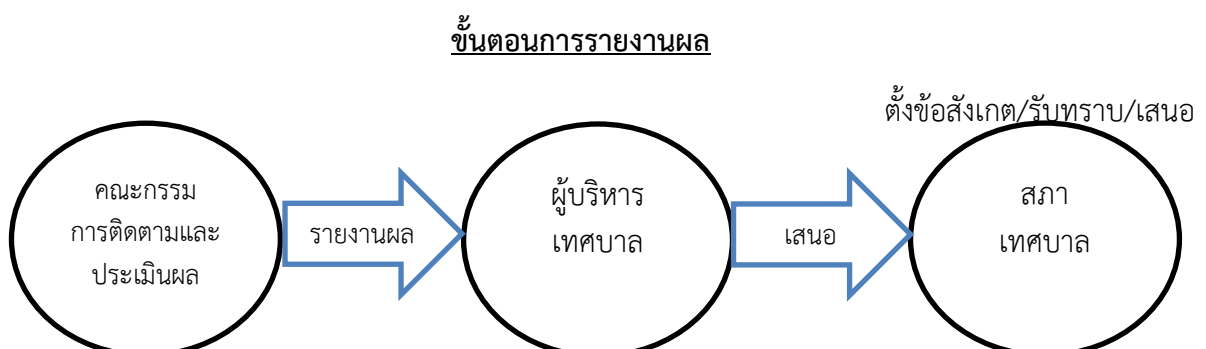 ขั้นตอนการรายงานผล
ตั้งข้อสังเกต/รับทราบ/เสนอ
คณะกรรม
การติดตามและ
ประเมินผล
รายงานผล
ผู้บริหาร
เทศบาล
เสนอ
สภา
เทศบาล